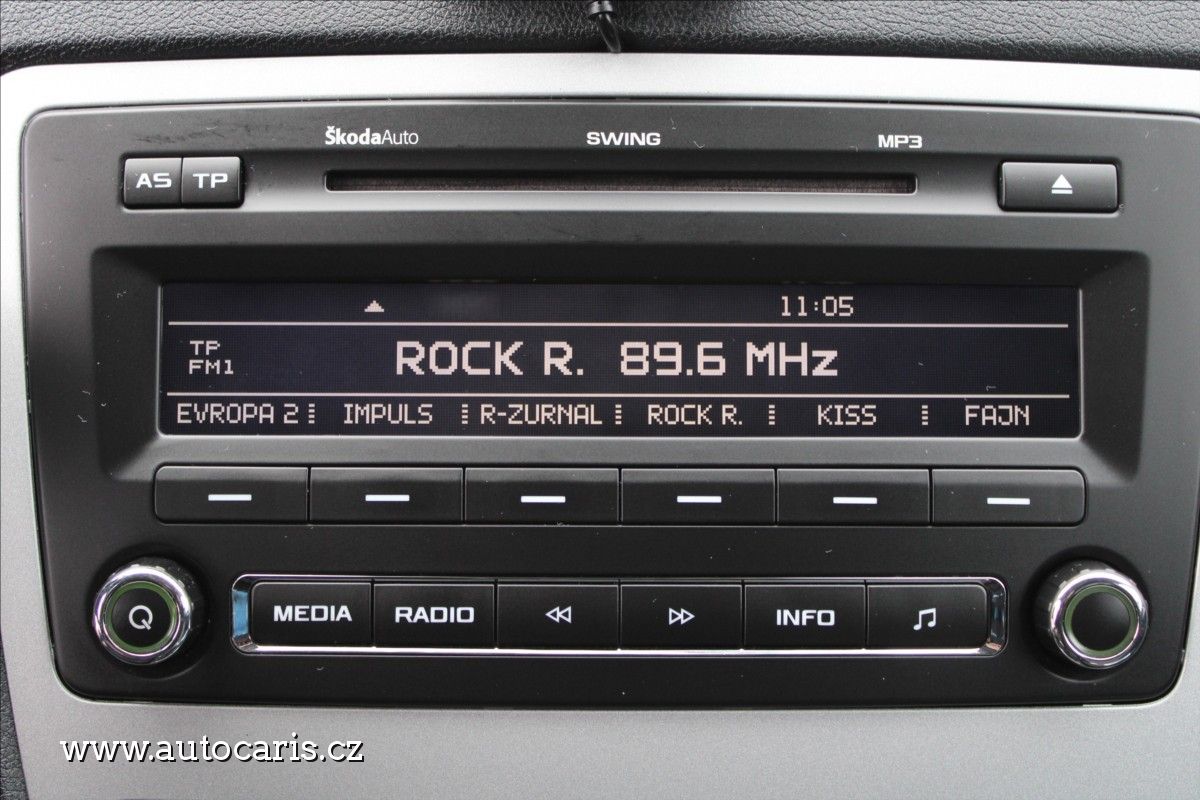 ŠkodaAuto SWING MP3
AS TP
11:05
TP
FM1
ROCK R. 89.6 MHz
EVROPA 2 IMPULS R-ZURNAL ROCK R. KISS FAJN
MEDIA RADIO INFO
www.autocaris.cz